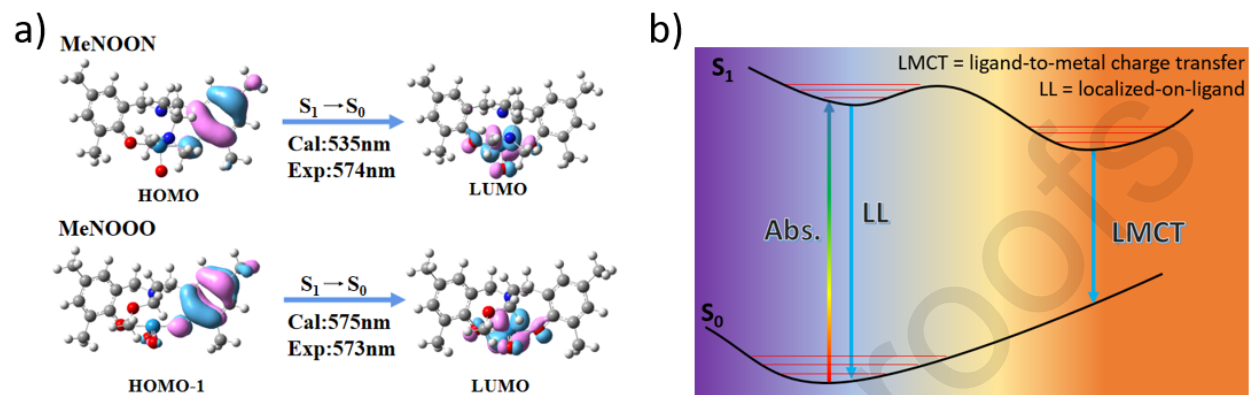 a)
MeNOON
S₁→S₀
Cal:535nm
Exp:574nm
HOMO
LUMO
MeNOOO
S₁→S₀
Cal:575nm
Exp:573nm
HOMO-1
LUMO
b)
S₁
LMCT = ligand-to-metal charge transfer
LL = localized-on-ligand
Abs.
LL
LMCT
S₀
roofs